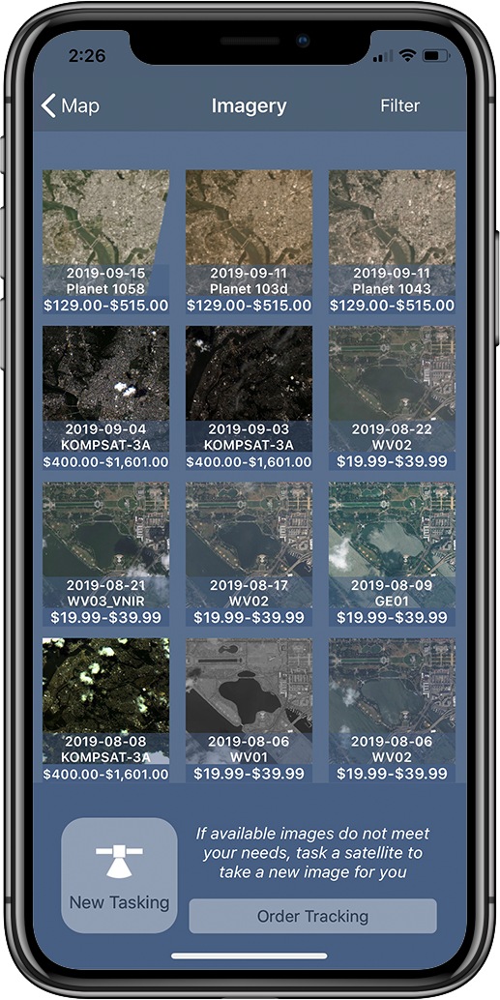 2:26
Map
Imagery
Filter
2019-09-15
Planet 1058
$129.00-$515.00
2019-09-11
Planet 103d
$129.00-$515.00
2019-09-11
Planet 1043
$129.00-$515.00
2019-09-04
KOMPSAT-3A
$400.00-$1,601.00
2019-09-03
KOMPSAT-3A
$400.00-$1,601.00
2019-08-22
WV02
$19.99-$39.99
2019-08-21
WV03_VNIR
$19.99-$39.99
2019-08-17
WV02
$19.99-$39.99
2019-08-09
GE01
$19.99-$39.99
2019-08-08
KOMPSAT-3A
$400.00-$1,601.00
2019-08-06
WV01
$19.99-$39.99
2019-08-06
WV02
$19.99-$39.99
If available images do not meet
your needs, task a satellite to
take a new image for you
New Tasking
Order Tracking